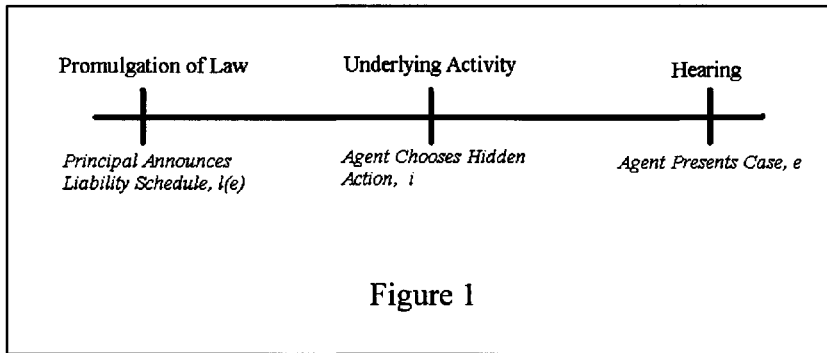 Promulgation of Law
Underlying Activity
Hearing
Principal Announces
Liability Schedule, l(e)
Agent Chooses Hidden
Action, i
Agent Presents Case, e
Figure 1